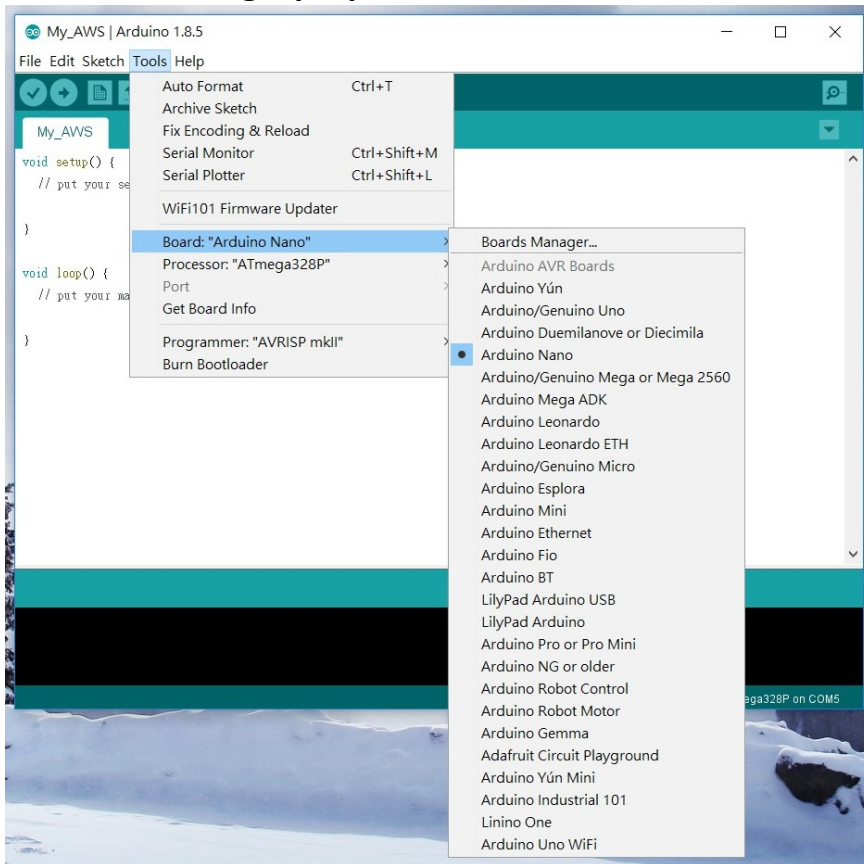 My_AWS | Arduino 1.8.5
File Edit Sketch Tools Help
My_AWS
void setup() {
// put your se
}
void loop() {
// put your ma
}
Auto Format Ctrl+T
Archive Sketch
Fix Encoding & Reload
Serial Monitor Ctrl+Shift+M
Serial Plotter Ctrl+Shift+L
WiFi101 Firmware Updater
Board: "Arduino Nano"
Processor: "ATmega328P"
Port
Get Board Info
Programmer: "AVRISP mkII"
Burn Bootloader
Boards Manager...
Arduino AVR Boards
Arduino Yún
Arduino/Genuino Uno
Arduino Duemilanove or Diecimila
Arduino Nano
Arduino/Genuino Mega or Mega 2560
Arduino Mega ADK
Arduino Leonardo
Arduino Leonardo ETH
Arduino/Genuino Micro
Arduino Esplora
Arduino Mini
Arduino Ethernet
Arduino Fio
Arduino BT
LilyPad Arduino USB
LilyPad Arduino
Arduino Pro or Pro Mini
Arduino NG or older
Arduino Robot Control
Arduino Robot Motor
Arduino Gemma
Adafruit Circuit Playground
Arduino Yún Mini
Arduino Industrial 101
Linino One
Arduino Uno WiFi
ega328P on COM5